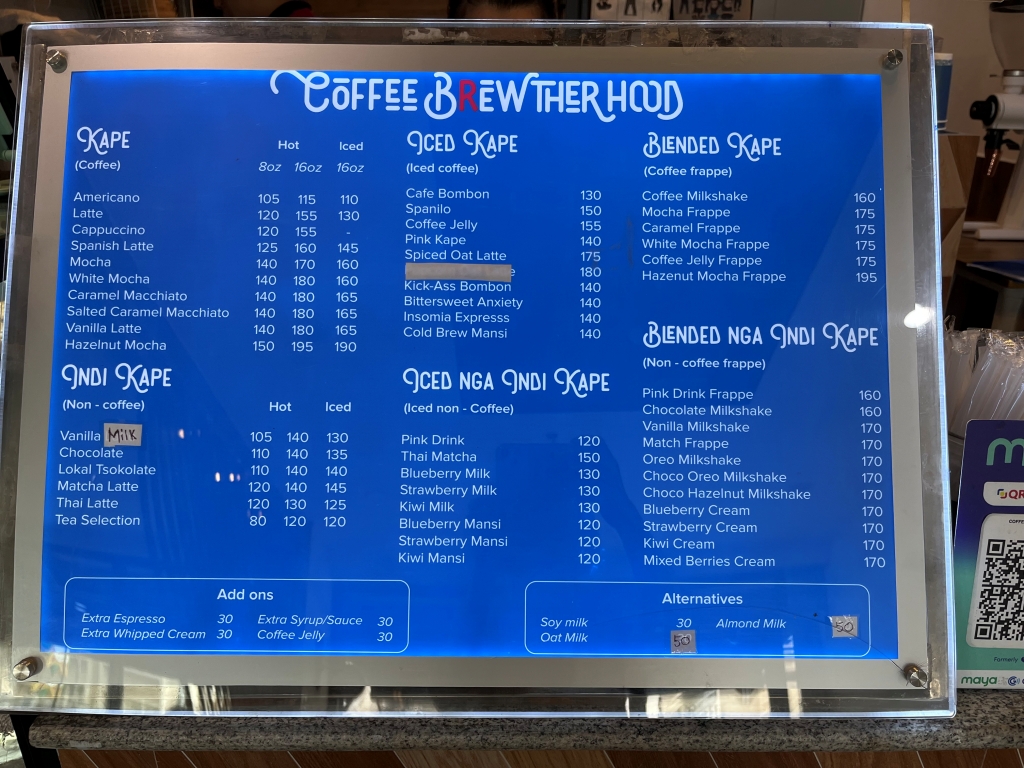 COFFEE BREWTHERHOOD
KAPE
(Coffee)
Hot Iced
8oz 16oz 16oz
Americano 105 115 110
Latte 120 155 130
Cappuccino 120 155 -
Spanish Latte 125 160 145
Mocha 140 170 160
White Mocha 140 180 160
Caramel Macchiato 140 180 165
Salted Caramel Macchiato 140 180 165
Vanilla Latte 140 180 165
Hazelnut Mocha 150 195 190
INDI KAPE
(Non - coffee)
Hot Iced
Vanilla Milk 105 140 130
Chocolate 110 140 135
Lokal Tsokolate 110 140 140
Matcha Latte 120 140 145
Thai Latte 120 130 125
Tea Selection 80 120 120
ICED KAPE
(Iced coffee)
Cafe Bombon 130
Spanilo 150
Coffee Jelly 155
Pink Kape 140
Spiced Oat Latte 175
180
Kick-Ass Bombon 140
Bittersweet Anxiety 140
Insomia Expresss 140
Cold Brew Mansi 140
ICED NGA INDI KAPE
(Iced non - Coffee)
Pink Drink 120
Thai Matcha 150
Blueberry Milk 130
Strawberry Milk 130
Kiwi Milk 130
Blueberry Mansi 120
Strawberry Mansi 120
Kiwi Mansi 120
BLENDED KAPE
(Coffee frappe)
Coffee Milkshake 160
Mocha Frappe 175
Caramel Frappe 175
White Mocha Frappe 175
Coffee Jelly Frappe 175
Hazenut Mocha Frappe 195
BLENDED NGA INDI KAPE
(Non - coffee frappe)
Pink Drink Frappe 160
Chocolate Milkshake 160
Vanilla Milkshake 170
Match Frappe 170
Oreo Milkshake 170
Choco Oreo Milkshake 170
Choco Hazelnut Milkshake 170
Blueberry Cream 170
Strawberry Cream 170
Kiwi Cream 170
Mixed Berries Cream 170
Add ons
Extra Espresso 30 Extra Syrup/Sauce 30
Extra Whipped Cream 30 Coffee Jelly 30
Alternatives
Soy milk 30 Almond Milk 50
Oat Milk 50
QR
Formerly
maya